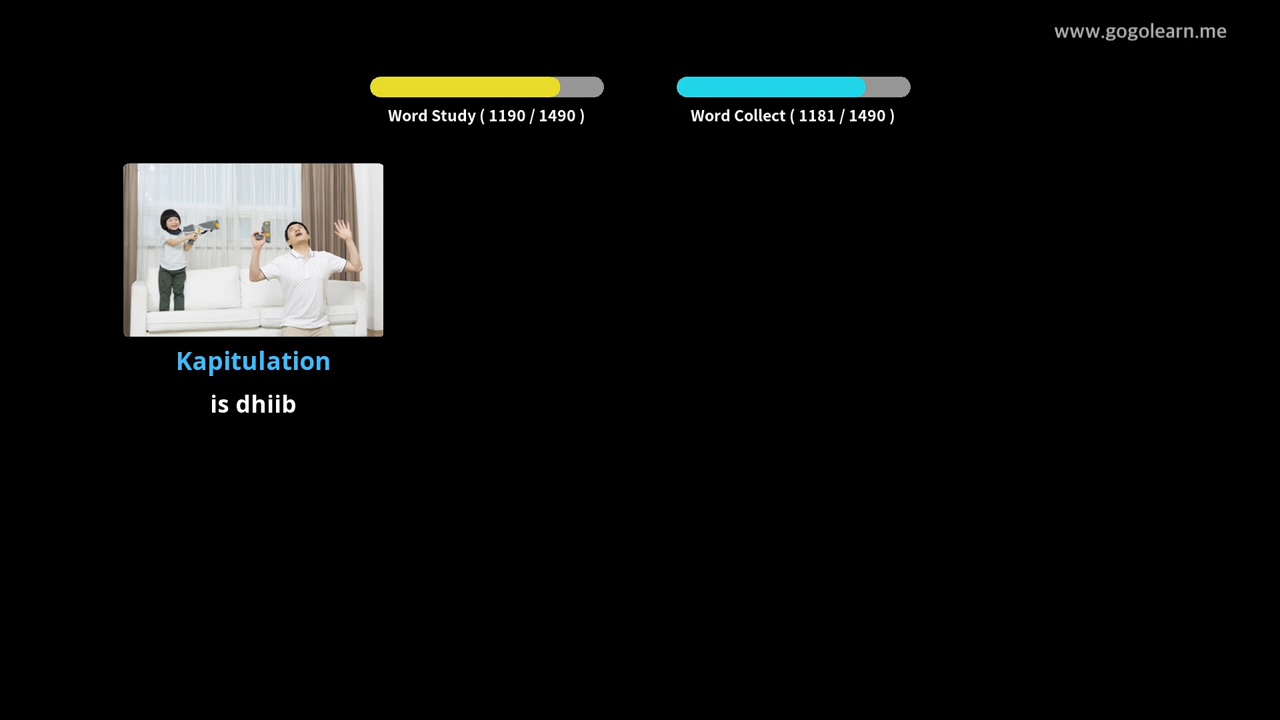 www.gogolearn.me
Word Study ( 1190 / 1490 )
Word Collect ( 1181 / 1490 )
Kapitulation
is dhiib